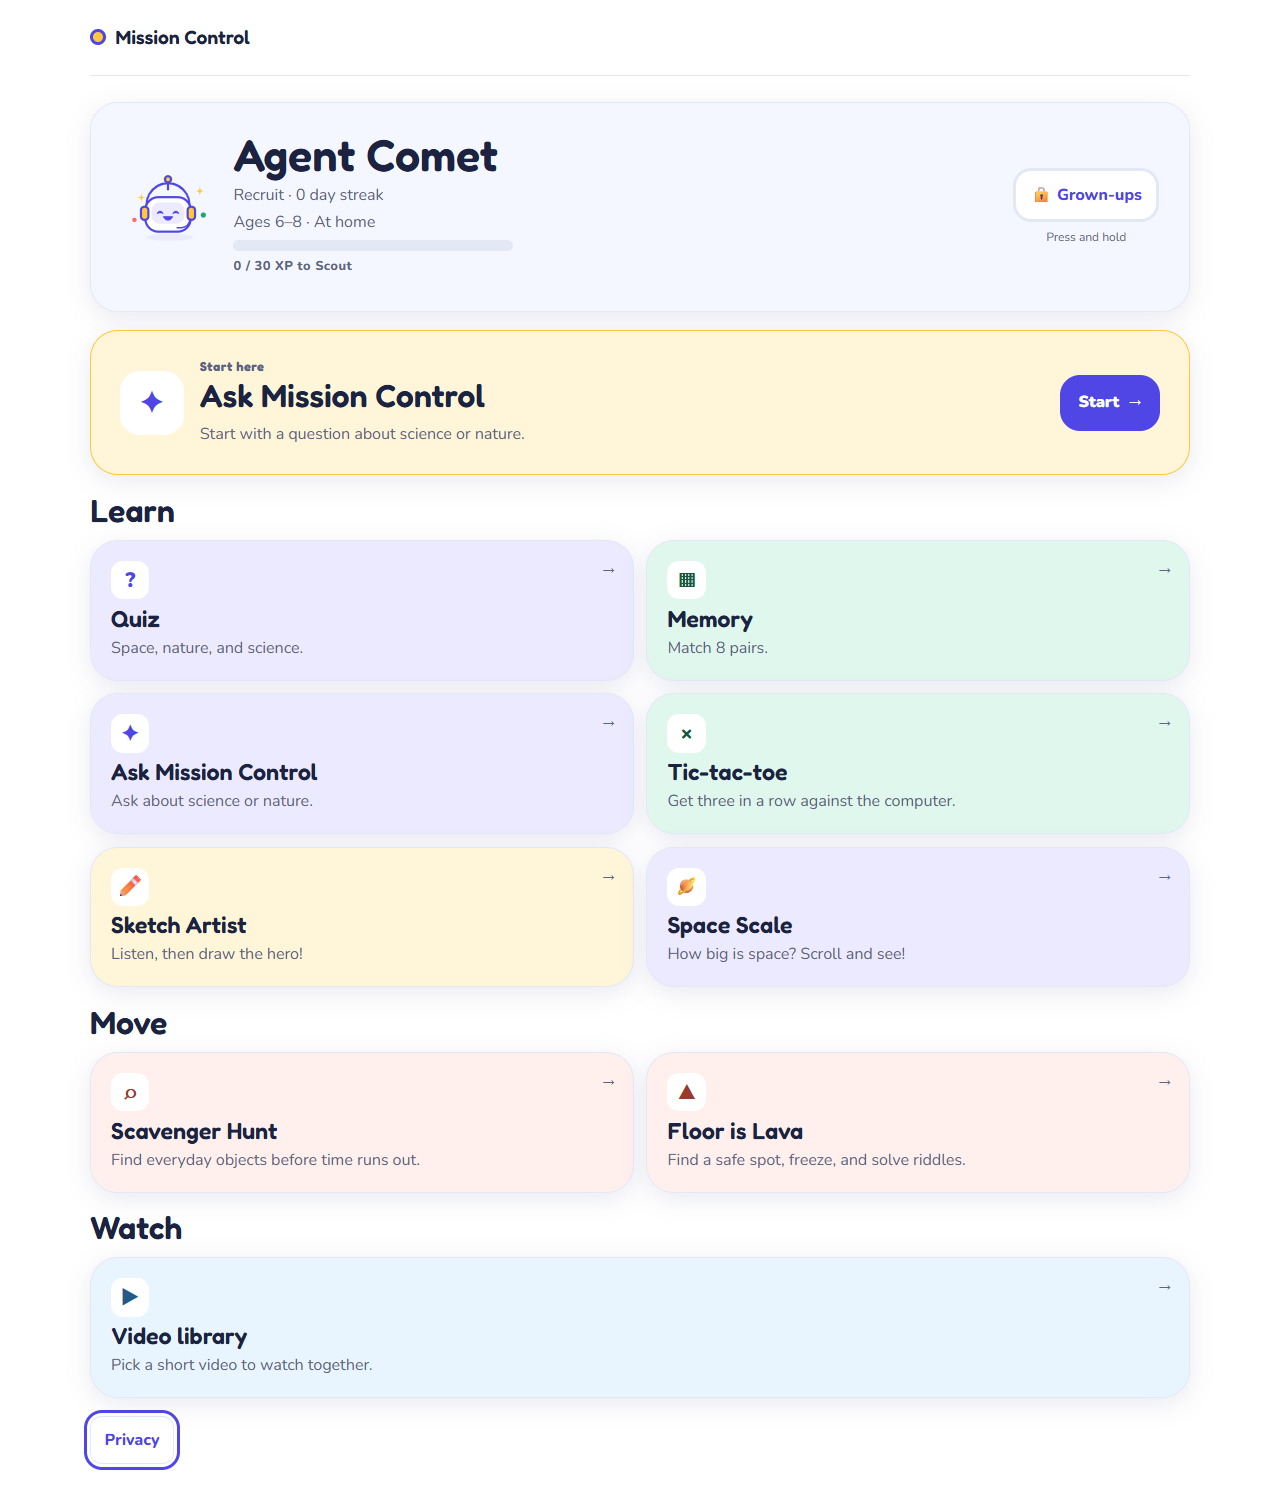 Mission Control
Agent Comet
Recruit · 0 day streak
Ages 6–8 · At home
0 / 30 XP to Scout
Grown-ups
Press and hold
Start here
Ask Mission Control
Start with a question about science or nature.
Start →
Learn
?
→
Quiz
Space, nature, and science.
→
Memory
Match 8 pairs.
→
Ask Mission Control
Ask about science or nature.
×
→
Tic-tac-toe
Get three in a row against the computer.
→
Sketch Artist
Listen, then draw the hero!
→
Space Scale
How big is space? Scroll and see!
Move
→
Scavenger Hunt
Find everyday objects before time runs out.
→
Floor is Lava
Find a safe spot, freeze, and solve riddles.
Watch
→
Video library
Pick a short video to watch together.
Privacy